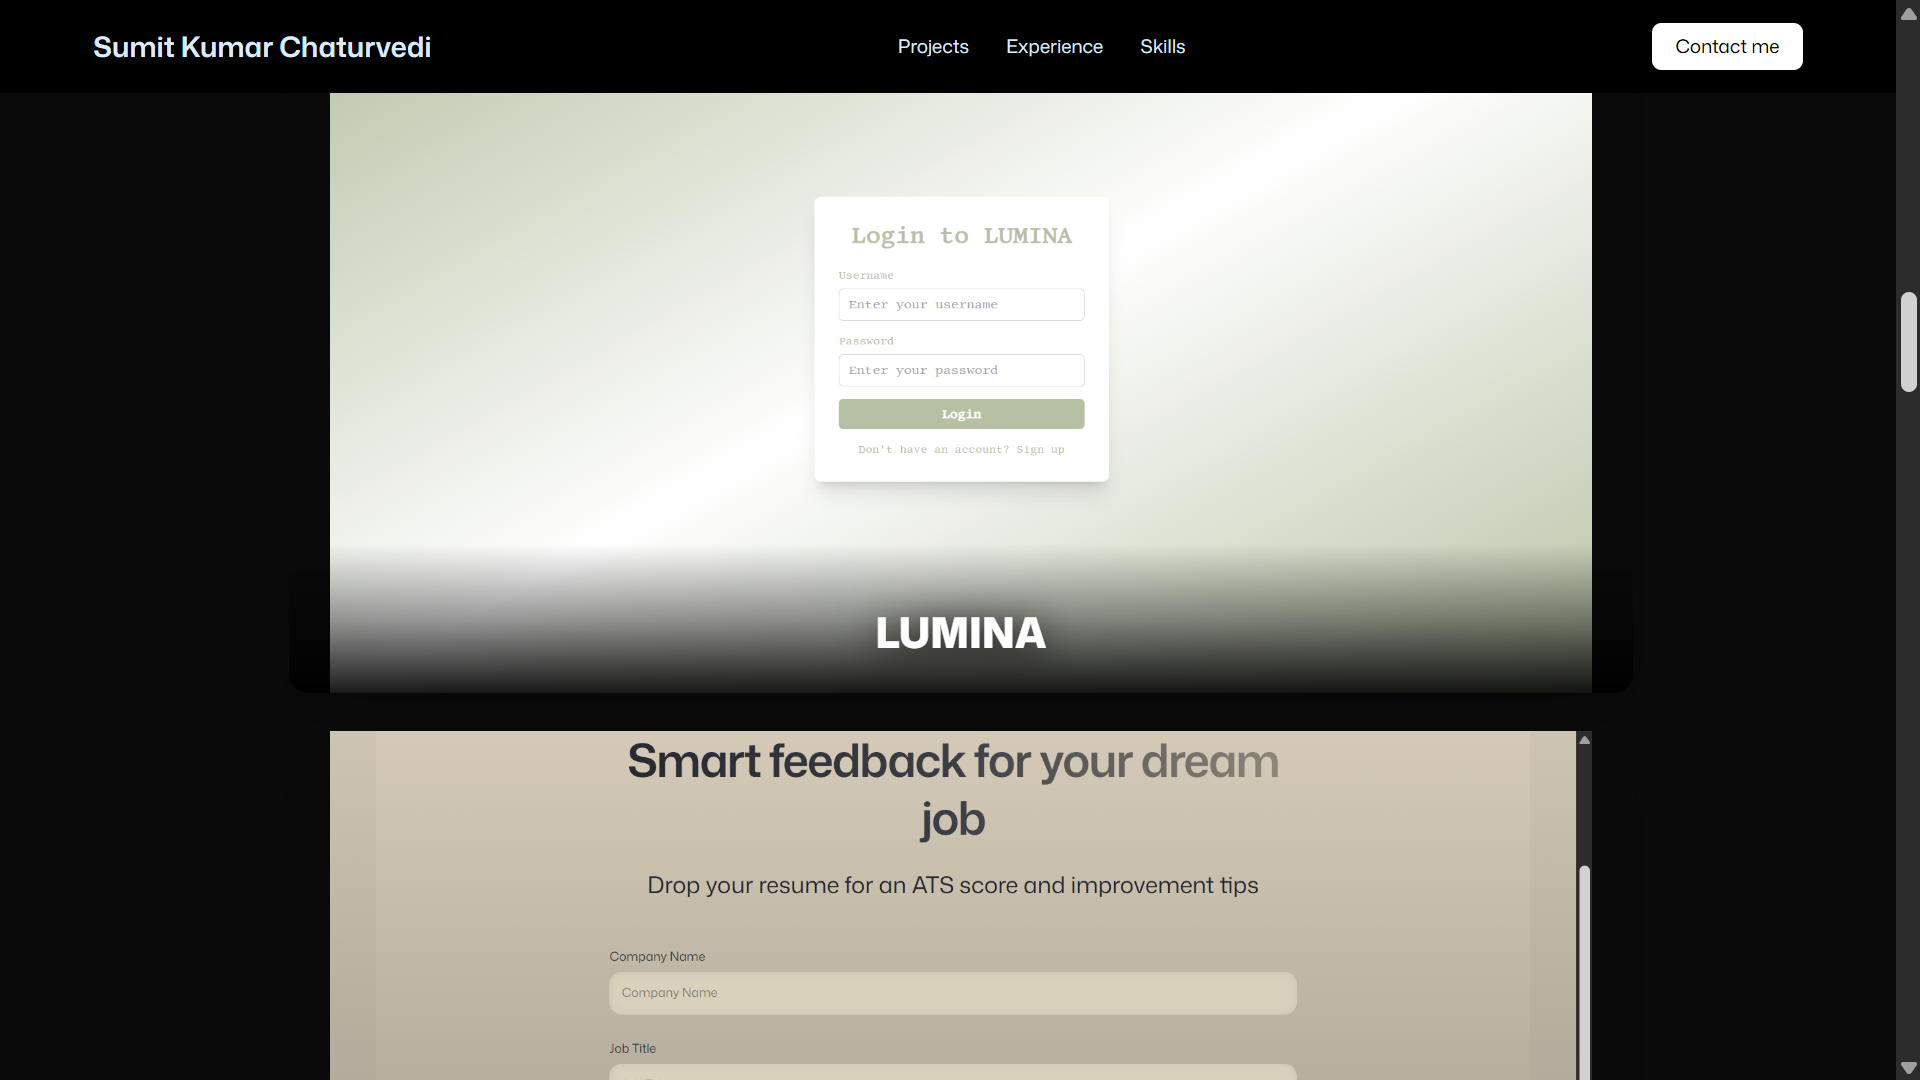 Sumit Kumar Chaturvedi
Projects
Experience
Skills
Contact me
Login to LUMINA
Username
Enter your username
Password
Enter your password
Login
Don't have an account? Sign up
LUMINA
Smart feedback for your dream
job
Drop your resume for an ATS score and improvement tips
Company Name
Company Name
Job Title